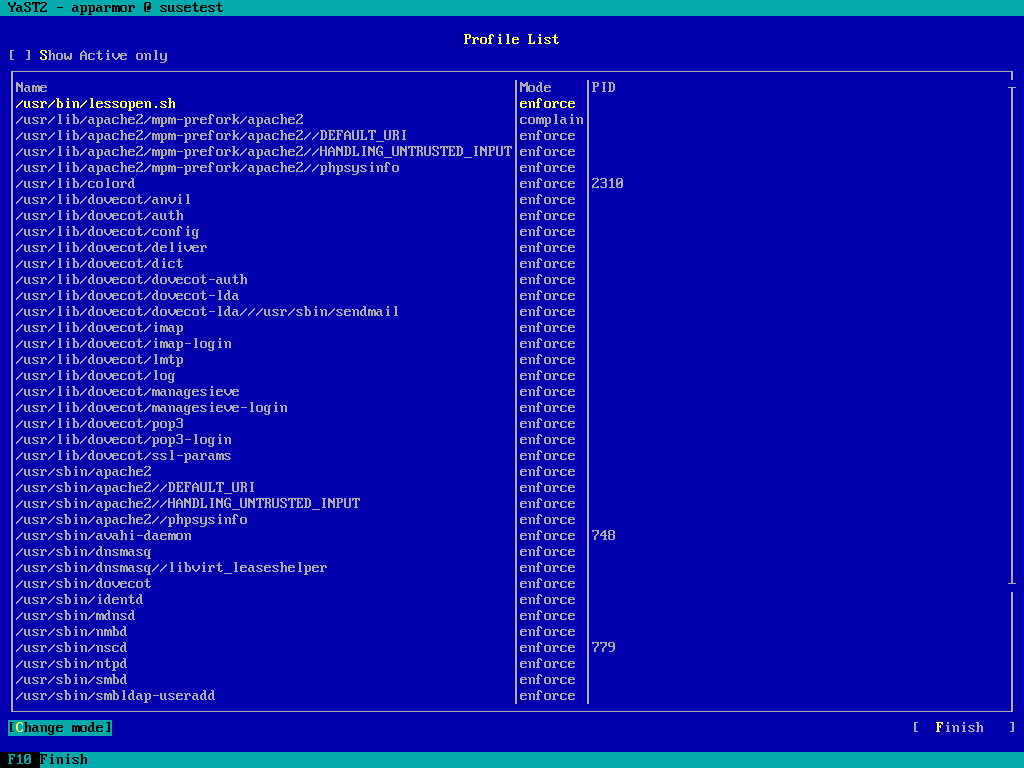 YaST2 - apparmor @ susetest
Profile List
[ ] Show Active only
Name Mode PID
/usr/bin/lessopen.sh enforce
/usr/lib/apache2/mpm-prefork/apache2 complain
/usr/lib/apache2/mpm-prefork/apache2//DEFAULT_URI enforce
/usr/lib/apache2/mpm-prefork/apache2//HANDLING_UNTRUSTED_INPUT enforce
/usr/lib/apache2/mpm-prefork/apache2//phpsysinfo enforce
/usr/lib/colord enforce 2310
/usr/lib/dovecot/anvil enforce
/usr/lib/dovecot/auth enforce
/usr/lib/dovecot/config enforce
/usr/lib/dovecot/deliver enforce
/usr/lib/dovecot/dict enforce
/usr/lib/dovecot/dovecot-auth enforce
/usr/lib/dovecot/dovecot-lda enforce
/usr/lib/dovecot/dovecot-lda///usr/sbin/sendmail enforce
/usr/lib/dovecot/imap enforce
/usr/lib/dovecot/imap-login enforce
/usr/lib/dovecot/lmtp enforce
/usr/lib/dovecot/log enforce
/usr/lib/dovecot/managesieve enforce
/usr/lib/dovecot/managesieve-login enforce
/usr/lib/dovecot/pop3 enforce
/usr/lib/dovecot/pop3-login enforce
/usr/lib/dovecot/ssl-params enforce
/usr/sbin/apache2 enforce
/usr/sbin/apache2//DEFAULT_URI enforce
/usr/sbin/apache2//HANDLING_UNTRUSTED_INPUT enforce
/usr/sbin/apache2//phpsysinfo enforce
/usr/sbin/avahi-daemon enforce 748
/usr/sbin/dnsmasq enforce
/usr/sbin/dnsmasq//libvirt_leaseshelper enforce
/usr/sbin/dovecot enforce
/usr/sbin/identd enforce
/usr/sbin/mdnsd enforce
/usr/sbin/nmbd enforce
/usr/sbin/nscd enforce 779
/usr/sbin/ntpd enforce
/usr/sbin/smbd enforce
/usr/sbin/smbldap-useradd enforce
[Change mode] [ Finish ]
F10 Finish